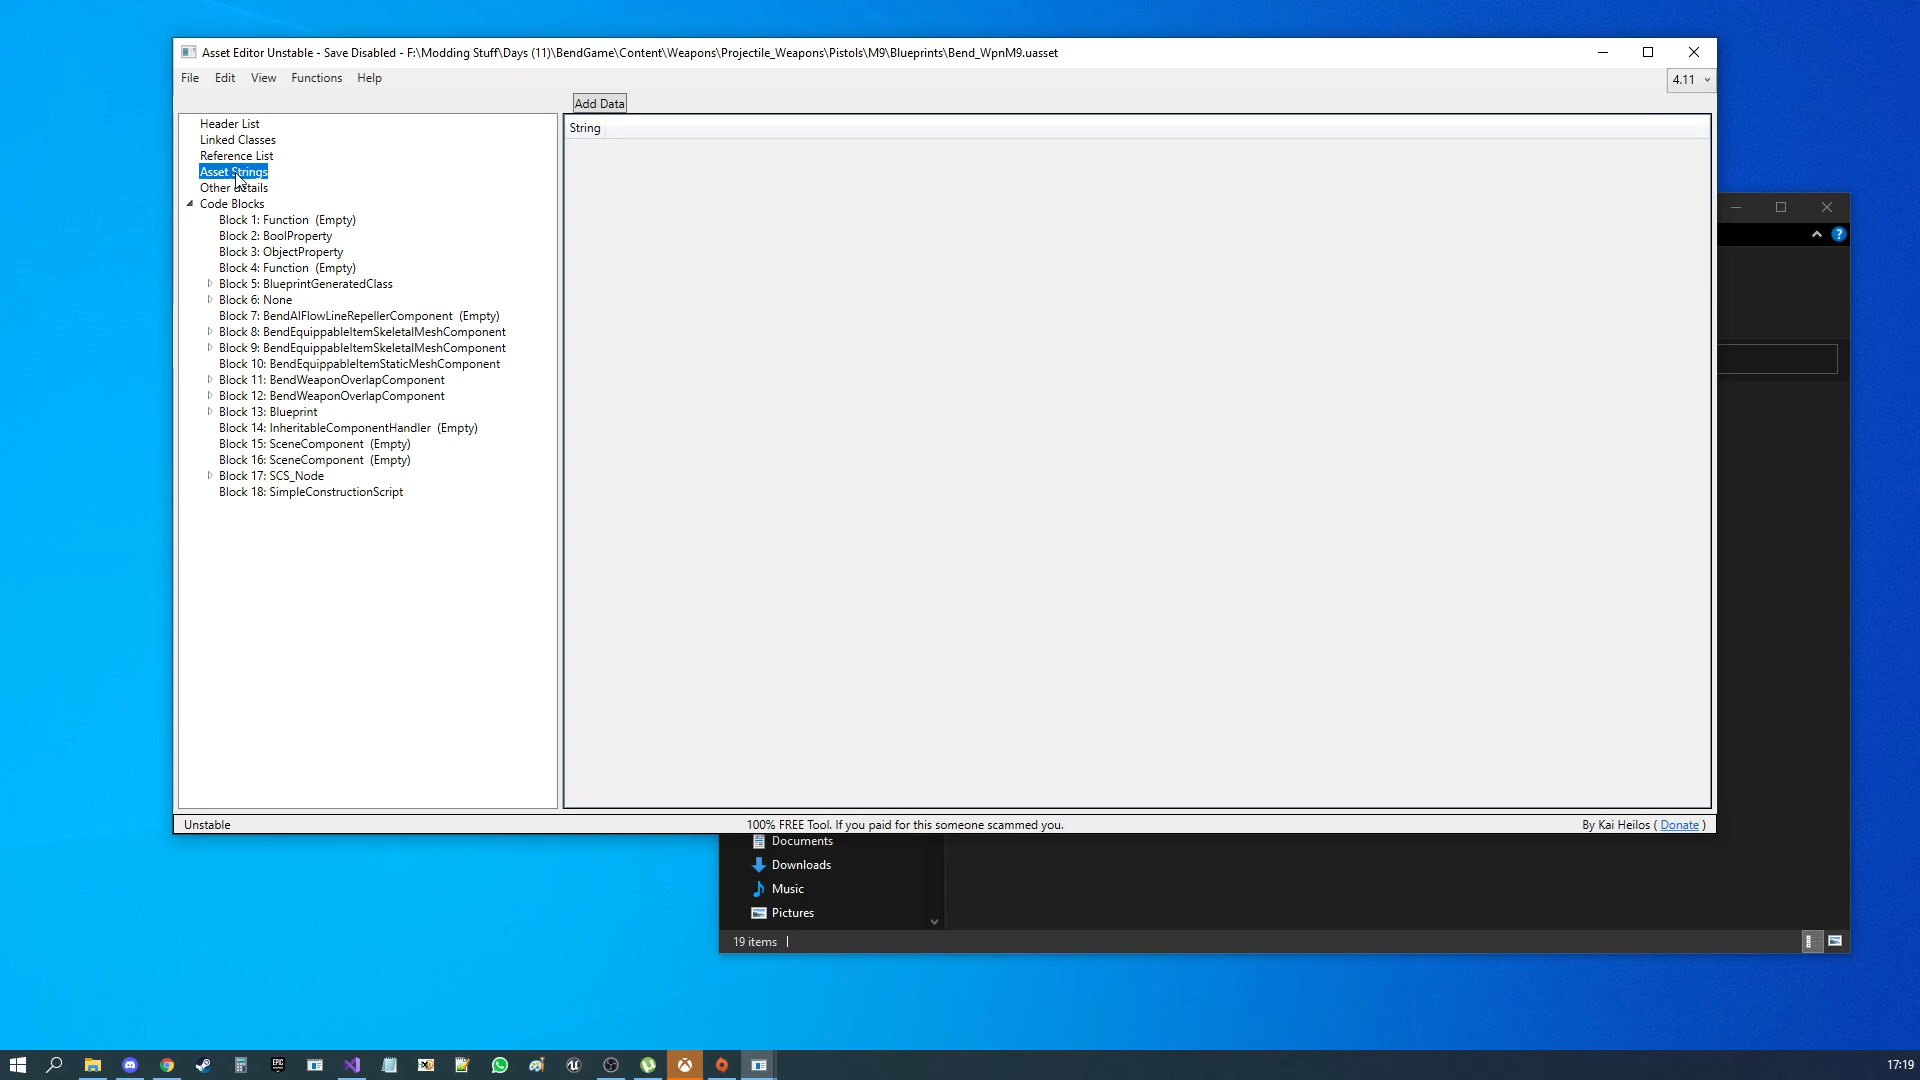 Asset Editor Unstable - Save Disabled - F:\Modding Stuff\Days (11)\BendGame\Content\Weapons\Projectile_Weapons\Pistols\M9\Blueprints\Bend_WpnM9.uasset
File Edit View Functions Help
4.11
Add Data
Header List
Linked Classes
Reference List
Asset Strings
Other details
Code Blocks
Block 1: Function (Empty)
Block 2: BoolProperty
Block 3: ObjectProperty
Block 4: Function (Empty)
Block 5: BlueprintGeneratedClass
Block 6: None
Block 7: BendAIFlowLineRepellerComponent (Empty)
Block 8: BendEquippableItemSkeletalMeshComponent
Block 9: BendEquippableItemSkeletalMeshComponent
Block 10: BendEquippableItemStaticMeshComponent
Block 11: BendWeaponOverlapComponent
Block 12: BendWeaponOverlapComponent
Block 13: Blueprint
Block 14: InheritableComponentHandler (Empty)
Block 15: SceneComponent (Empty)
Block 16: SceneComponent (Empty)
Block 17: SCS_Node
Block 18: SimpleConstructionScript
String
Unstable
100% FREE Tool. If you paid for this someone scammed you.
By Kai Heilos ( Donate )
Documents
Downloads
Music
Pictures
19 items
EPIC
17:19